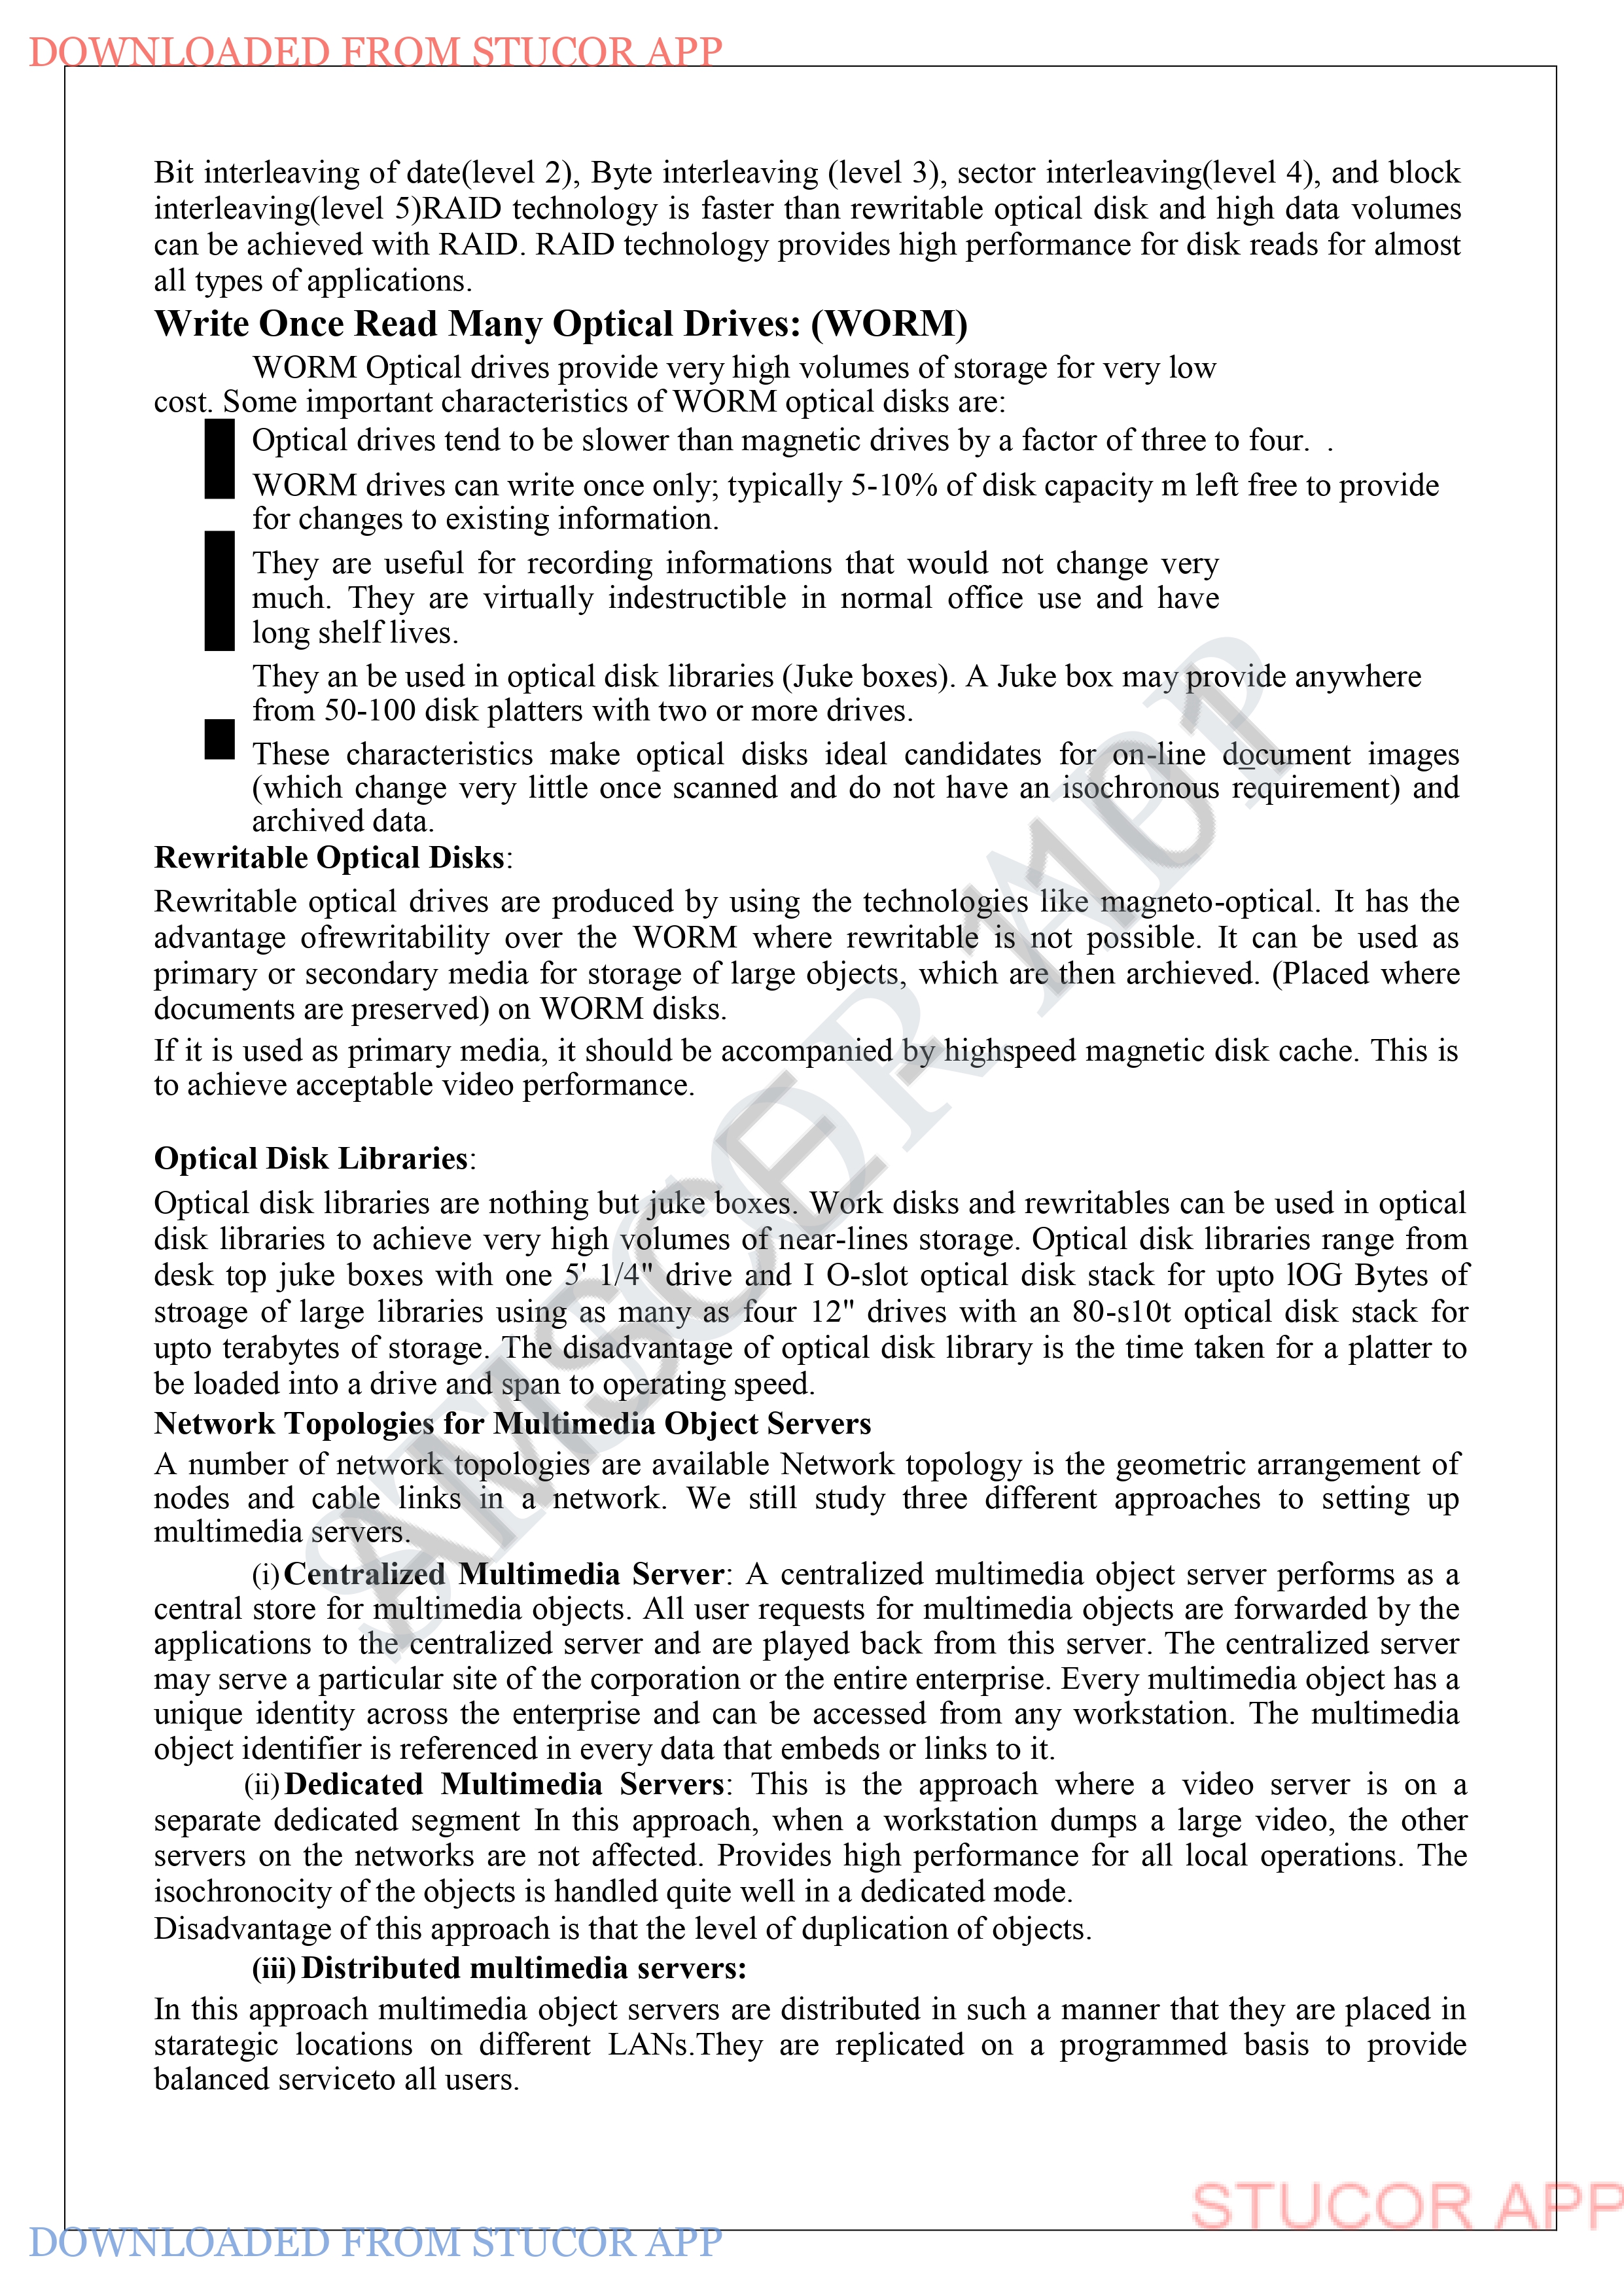 DOWNLOADED FROM STUCOR APP
Bit interleaving of date(level 2), Byte interleaving (level 3), sector interleaving(level 4), and block
interleaving(level 5)RAID technology is faster than rewritable optical disk and high data volumes
can be achieved with RAID. RAID technology provides high performance for disk reads for almost
all types of applications.
Write Once Read Many Optical Drives: (WORM)
WORM Optical drives provide very high volumes of storage for very low
cost. Some important characteristics of WORM optical disks are:
Optical drives tend to be slower than magnetic drives by a factor of three to four. .
WORM drives can write once only; typically 5-10% of disk capacity m left free to provide
for changes to existing information.
They are useful for recording informations that would not change very
much. They are virtually indestructible in normal office use and have
long shelf lives.
They an be used in optical disk libraries (Juke boxes). A Juke box may provide anywhere
from 50-100 disk platters with two or more drives.
These characteristics make optical disks ideal candidates for on-line document images
(which change very little once scanned and do not have an isochronous requirement) and
archived data.
Rewritable Optical Disks:
Rewritable optical drives are produced by using the technologies like magneto-optical. It has the
advantage ofrewritability over the WORM where rewritable is not possible. It can be used as
primary or secondary media for storage of large objects, which are then archieved. (Placed where
documents are preserved) on WORM disks.
If it is used as primary media, it should be accompanied by highspeed magnetic disk cache. This is
to achieve acceptable video performance.
Optical Disk Libraries:
Optical disk libraries are nothing but juke boxes. Work disks and rewritables can be used in optical
disk libraries to achieve very high volumes of near-lines storage. Optical disk libraries range from
desk top juke boxes with one 5' 1/4" drive and I O-slot optical disk stack for upto lOG Bytes of
stroage of large libraries using as many as four 12" drives with an 80-s10t optical disk stack for
upto terabytes of storage. The disadvantage of optical disk library is the time taken for a platter to
be loaded into a drive and span to operating speed.
Network Topologies for Multimedia Object Servers
A number of network topologies are available Network topology is the geometric arrangement of
nodes and cable links in a network. We still study three different approaches to setting up
multimedia servers.
(i) Centralized Multimedia Server: A centralized multimedia object server performs as a
central store for multimedia objects. All user requests for multimedia objects are forwarded by the
applications to the centralized server and are played back from this server. The centralized server
may serve a particular site of the corporation or the entire enterprise. Every multimedia object has a
unique identity across the enterprise and can be accessed from any workstation. The multimedia
object identifier is referenced in every data that embeds or links to it.
(ii) Dedicated Multimedia Servers: This is the approach where a video server is on a
separate dedicated segment In this approach, when a workstation dumps a large video, the other
servers on the networks are not affected. Provides high performance for all local operations. The
isochronocity of the objects is handled quite well in a dedicated mode.
Disadvantage of this approach is that the level of duplication of objects.
(iii) Distributed multimedia servers:
In this approach multimedia object servers are distributed in such a manner that they are placed in
starategic locations on different LANs.They are replicated on a programmed basis to provide
balanced serviceto all users.
STUCOR APP
AMSCE - 1101
STUCOR APP
DOWNLOADED FROM STUCOR APP